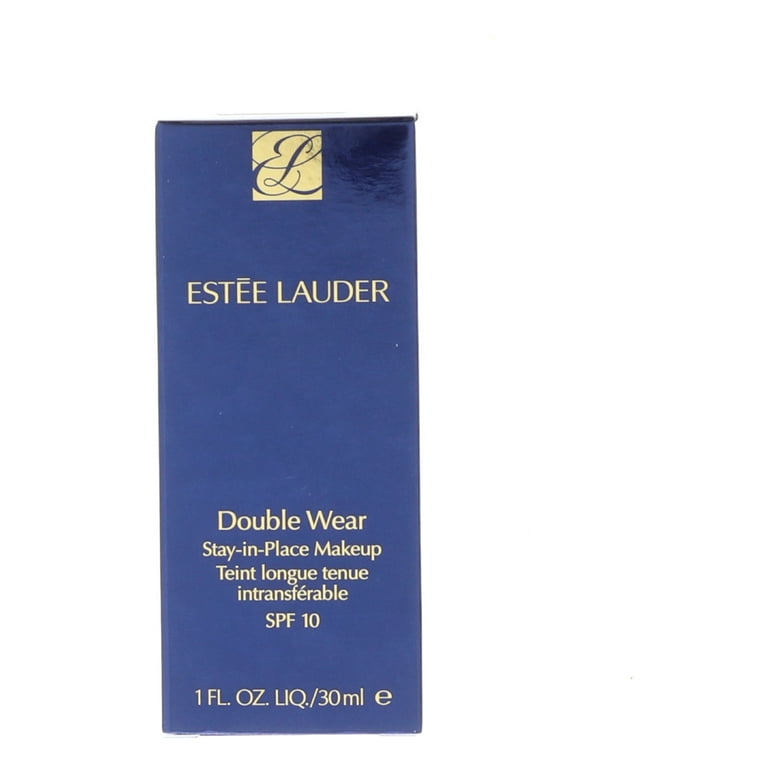 EL
ESTĒE LAUDER
Double Wear
Stay-in-Place Makeup
Teint longue tenue
intransférable
SPF 10
1 FL. OZ. LIQ./30 ml ℮